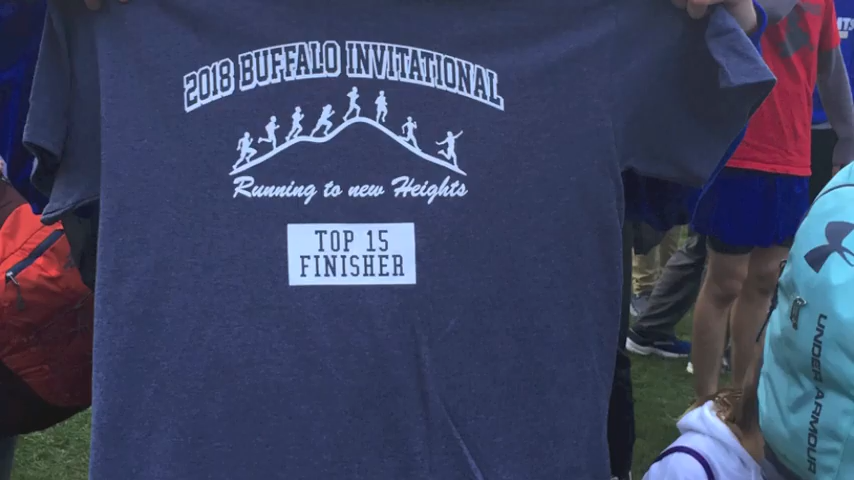 2018 BUFFALO INVITATIONAL
Running to new Heights
TOP 15
FINISHER
UNDER ARMOUR